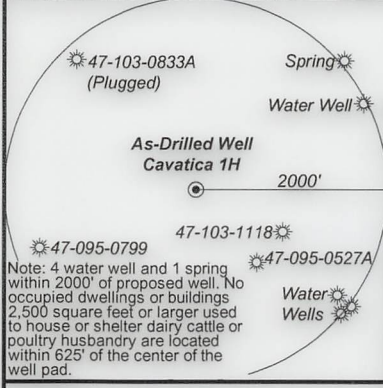 47-103-0833A
(Plugged)
Spring
Water Well
As-Drilled Well
Cavatica 1H
2000'
47-103-1118
47-095-0799
47-095-0527A
Note: 4 water well and 1 spring
within 2000' of proposed well. No
occupied dwellings or buildings
2,500 square feet or larger used
to house or shelter dairy cattle or
poultry husbandry are located
within 625' of the center of the
well pad.
Water
Wells